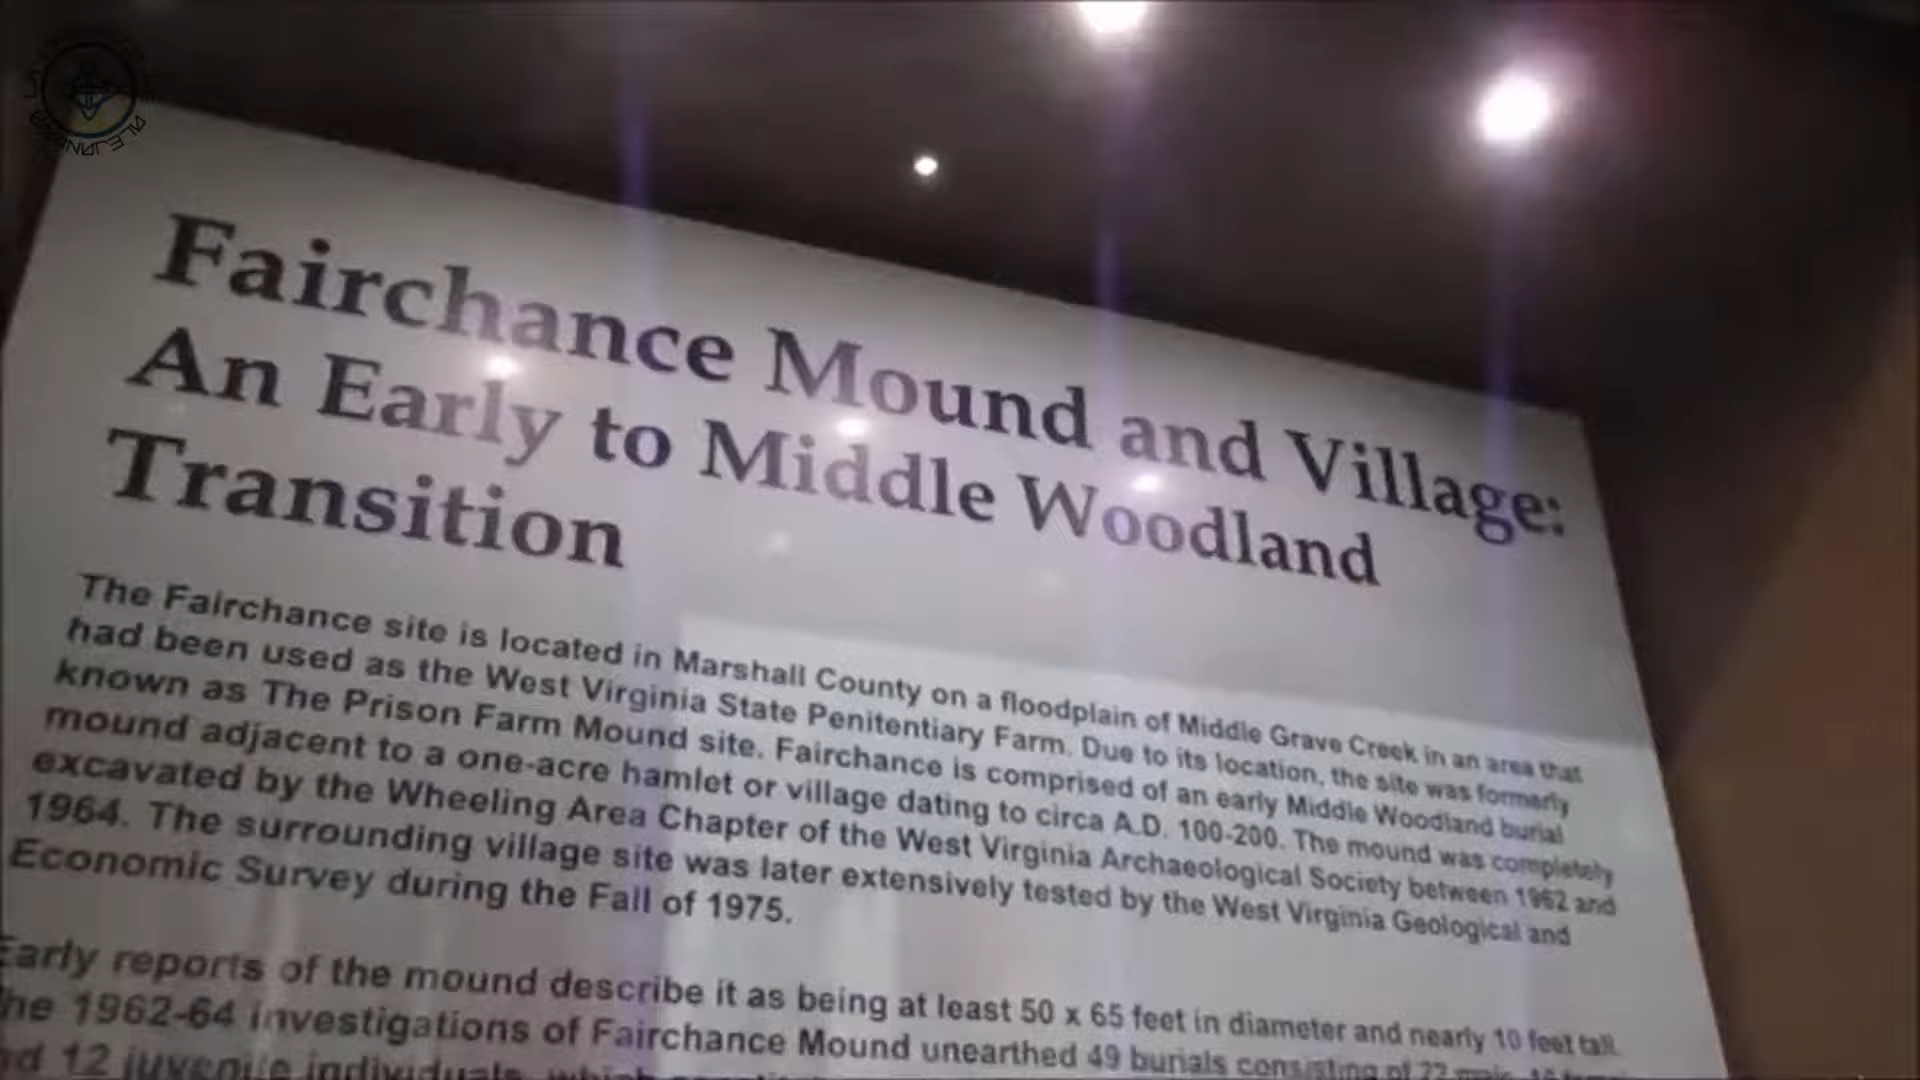 Fairchance Mound and Village:
An Early to Middle Woodland
Transition
The Fairchance site is located in Marshall County on a floodplain of Middle Grave Creek in an area that
had been used as the West Virginia State Penitentiary Farm. Due to its location, the site was formerly
known as The Prison Farm Mound site. Fairchance is comprised of an early Middle Woodland burial
mound adjacent to a one-acre hamlet or village dating to circa A.D. 100-200. The mound was completely
excavated by the Wheeling Area Chapter of the West Virginia Archaeological Society between 1962 and
1964. The surrounding village site was later extensively tested by the West Virginia Geological and
Economic Survey during the Fall of 1975.
Early reports of the mound describe it as being at least 50 x 65 feet in diameter and nearly 10 feet tall.
he 1962-64 investigations of Fairchance Mound unearthed 49 burials consisting of 22
nd 12 juvenile individuals, which